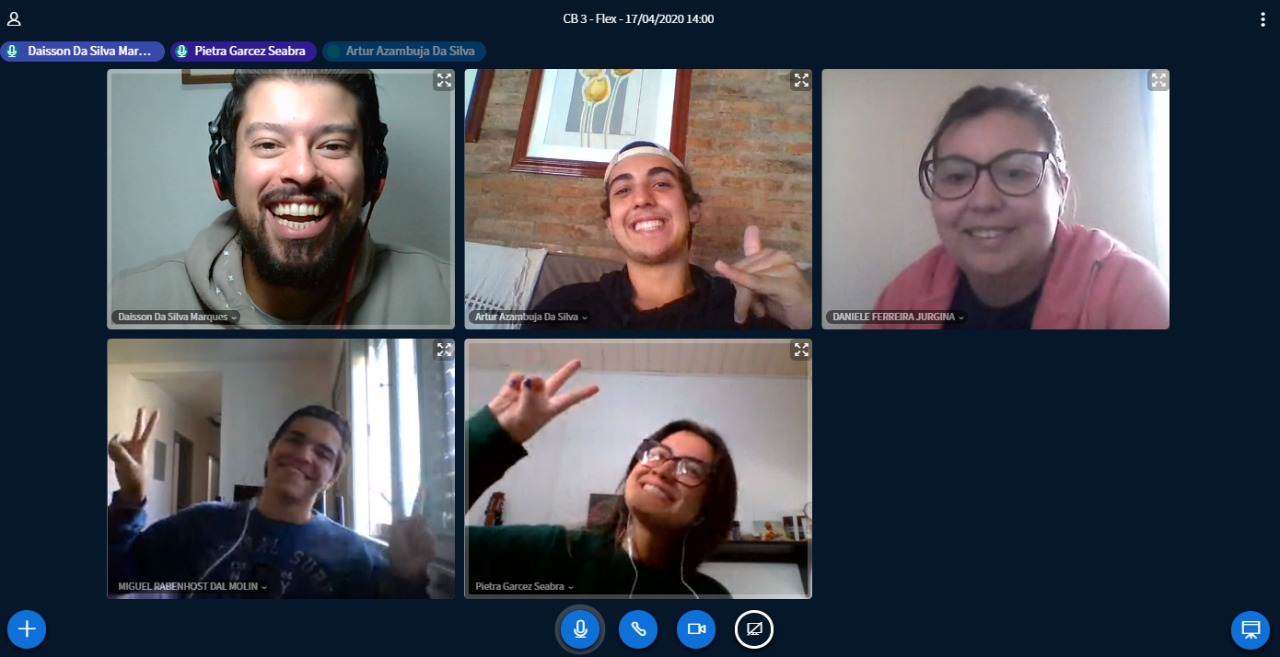 CB 3 - Flex - 17/04/2020 14:00
Daisson Da Silva Mar...
Pietra Garcez Seabra
Artur Azambuja Da Silva
Daisson Da Silva Marques
Artur Azambuja Da Silva
DANIELE FERREIRA JURGINA
MIGUEL RABENHOST DAL MOLIN
Pietra Garcez Seabra